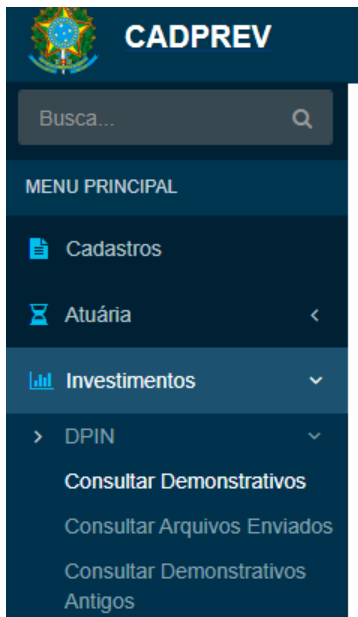 CADPREV
Busca...
MENU PRINCIPAL
Cadastros
Atuária
Investimentos
DPIN
Consultar Demonstrativos
Consultar Arquivos Enviados
Consultar Demonstrativos
Antigos